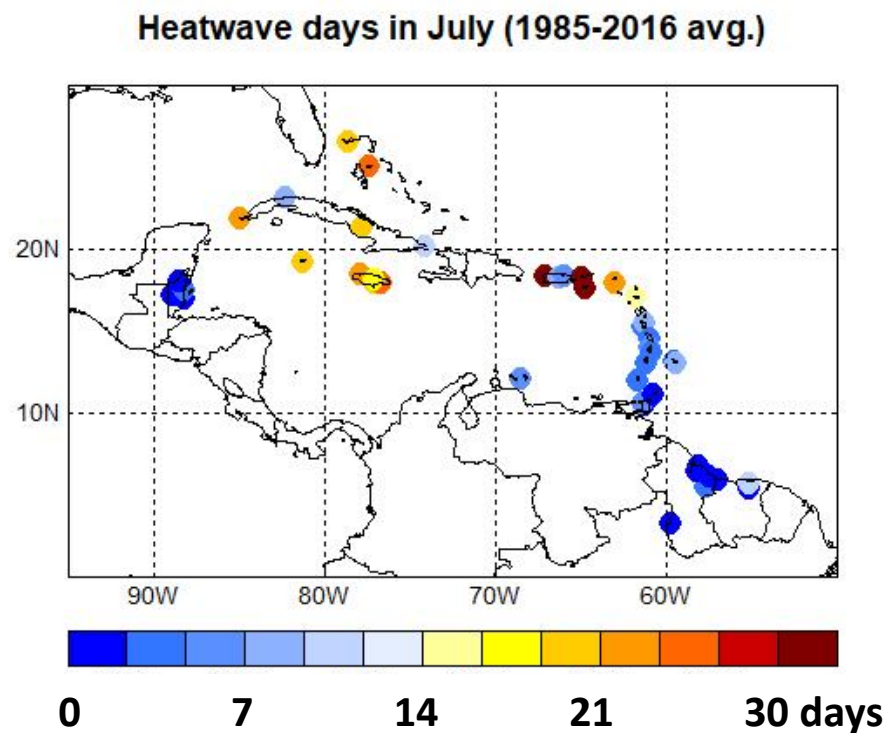 Heatwave days in July (1985-2016 avg.)
20N
10N
90W 80W 70W 60W
0 7 14 21 30 days